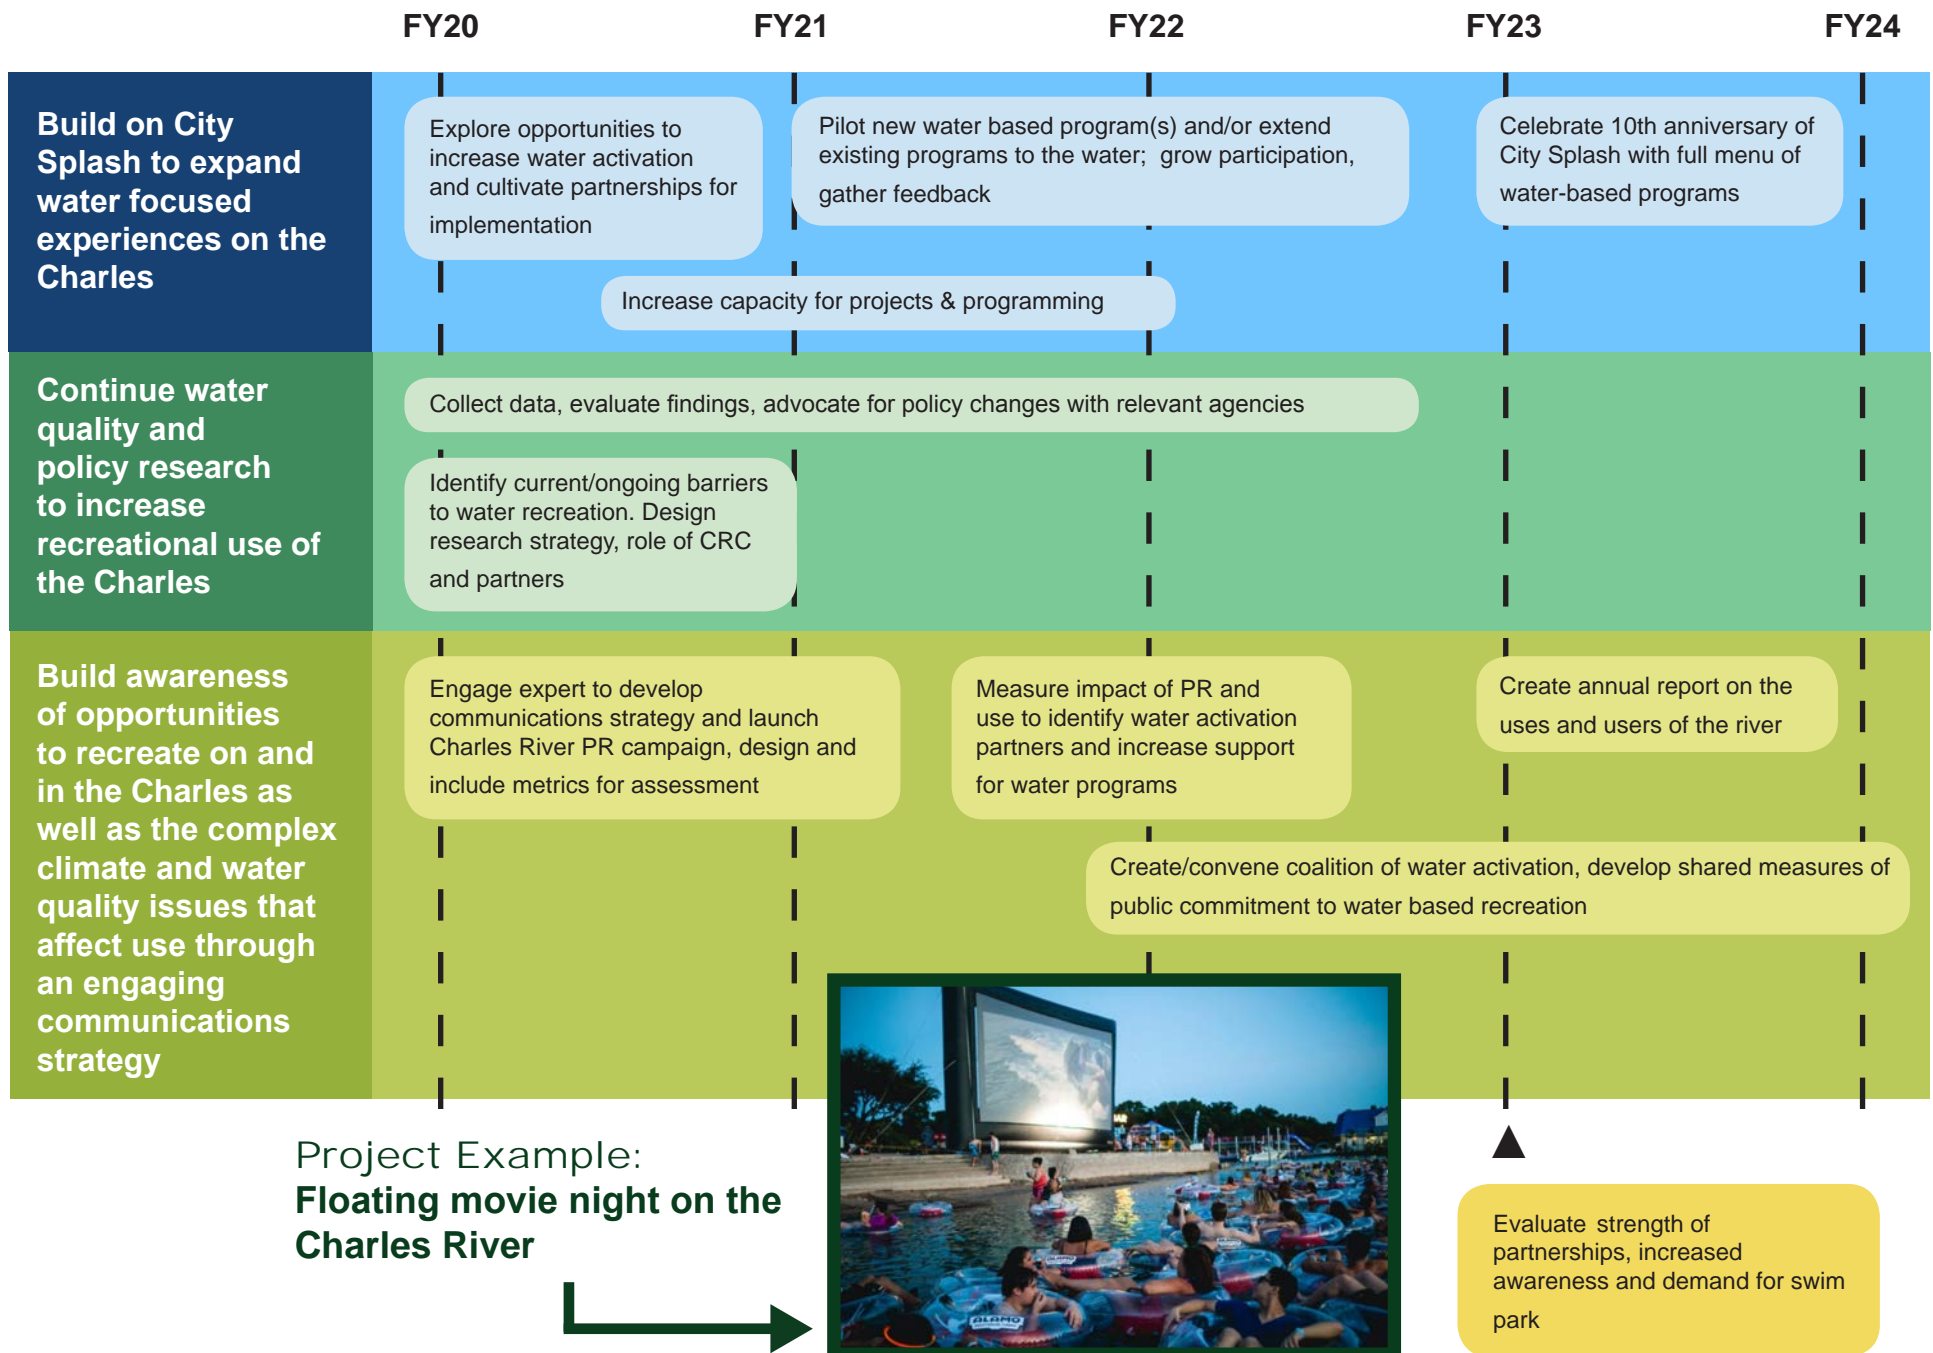 FY20 FY21 FY22 FY23 FY24
Build on City
Splash to expand
water focused
experiences on the
Charles
Explore opportunities to
increase water activation
and cultivate partnerships for
implementation
Pilot new water based program(s) and/or extend
existing programs to the water; grow participation,
gather feedback
Celebrate 10th anniversary of
City Splash with full menu of
water-based programs
Increase capacity for projects & programming
Continue water
quality and
policy research
to increase
recreational use of
the Charles
Collect data, evaluate findings, advocate for policy changes with relevant agencies
Identify current/ongoing barriers
to water recreation. Design
research strategy, role of CRC
and partners
Build awareness
of opportunities
to recreate on and
in the Charles as
well as the complex
climate and water
quality issues that
affect use through
an engaging
communications
strategy
Engage expert to develop
communications strategy and launch
Charles River PR campaign, design and
include metrics for assessment
Measure impact of PR and
use to identify water activation
partners and increase support
for water programs
Create annual report on the
uses and users of the river
Create/convene coalition of water activation, develop shared measures of
public commitment to water based recreation
Project Example:
Floating movie night on the
Charles River
ALAMO
ALAMO
Evaluate strength of
partnerships, increased
awareness and demand for swim
park